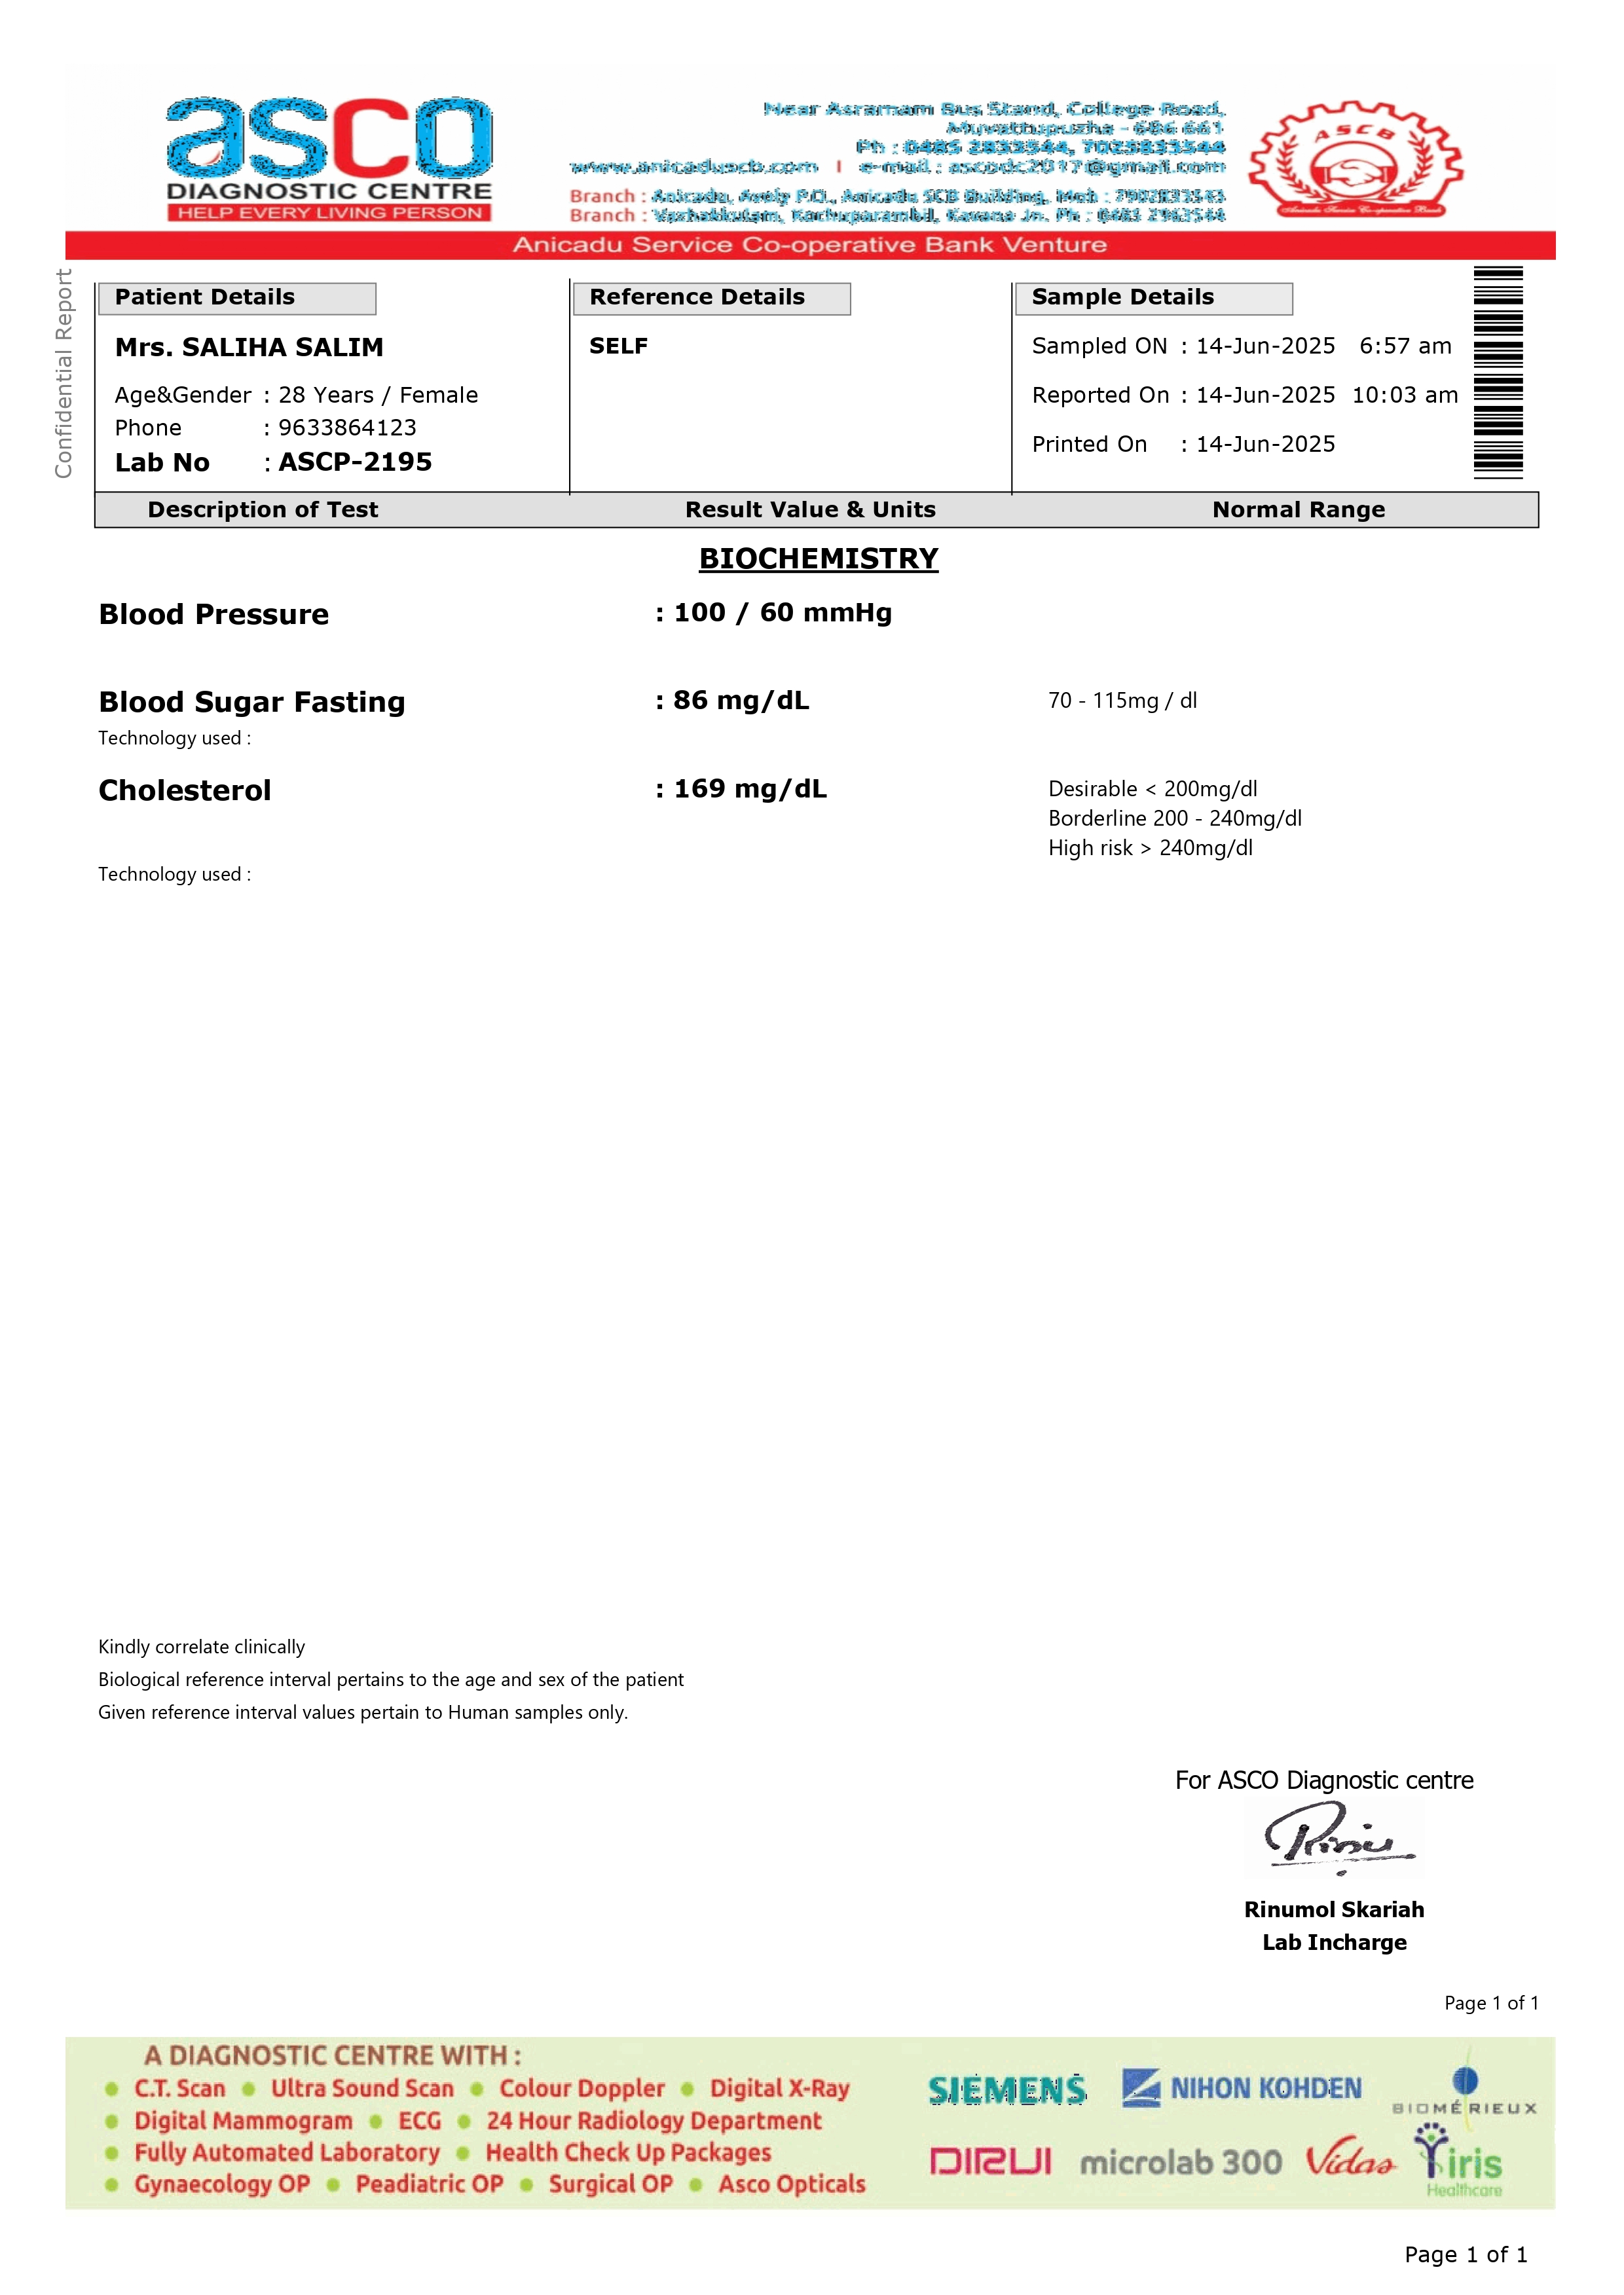 asco
DIAGNOSTIC CENTRE
HELP EVERY LIVING PERSON
Near Asramam Bus Stand, College Road,
Muvattupuzha - 686 661
Ph : 0485 2833544, 7025833544
www.anicaduscb.com | e-mail : ascodc2017@gmail.com
Branch : Anicadu, P.O., Anicadu SCB Building, Mob :
Branch : Kavana Jn. Ph :
ASCB
Anicadu Service Co-operative Bank
Anicadu Service Co-operative Bank Venture
Confidential Report
Patient Details
Mrs. SALIHA SALIM
Age&Gender : 28 Years / Female
Phone : 9633864123
Lab No : ASCP-2195
Reference Details
SELF
Sample Details
Sampled ON : 14-Jun-2025 6:57 am
Reported On : 14-Jun-2025 10:03 am
Printed On : 14-Jun-2025
Description of Test Result Value & Units Normal Range
BIOCHEMISTRY
Blood Pressure : 100 / 60 mmHg
Blood Sugar Fasting : 86 mg/dL 70 - 115mg / dl
Technology used :
Cholesterol : 169 mg/dL Desirable < 200mg/dl
Borderline 200 - 240mg/dl
High risk > 240mg/dl
Technology used :
Kindly correlate clinically
Biological reference interval pertains to the age and sex of the patient
Given reference interval values pertain to Human samples only.
For ASCO Diagnostic centre
Rinu
Rinumol Skariah
Lab Incharge
Page 1 of 1
A DIAGNOSTIC CENTRE WITH :
● C.T. Scan ● Ultra Sound Scan ● Colour Doppler ● Digital X-Ray
● Digital Mammogram ● ECG ● 24 Hour Radiology Department
● Fully Automated Laboratory ● Health Check Up Packages
● Gynaecology OP ● Peadiatric OP ● Surgical OP ● Asco Opticals
SIEMENS NIHON KOHDEN BIOMÉRIEUX
DIRUI microlab 300 Vidas iris
Healthcare
Page 1 of 1